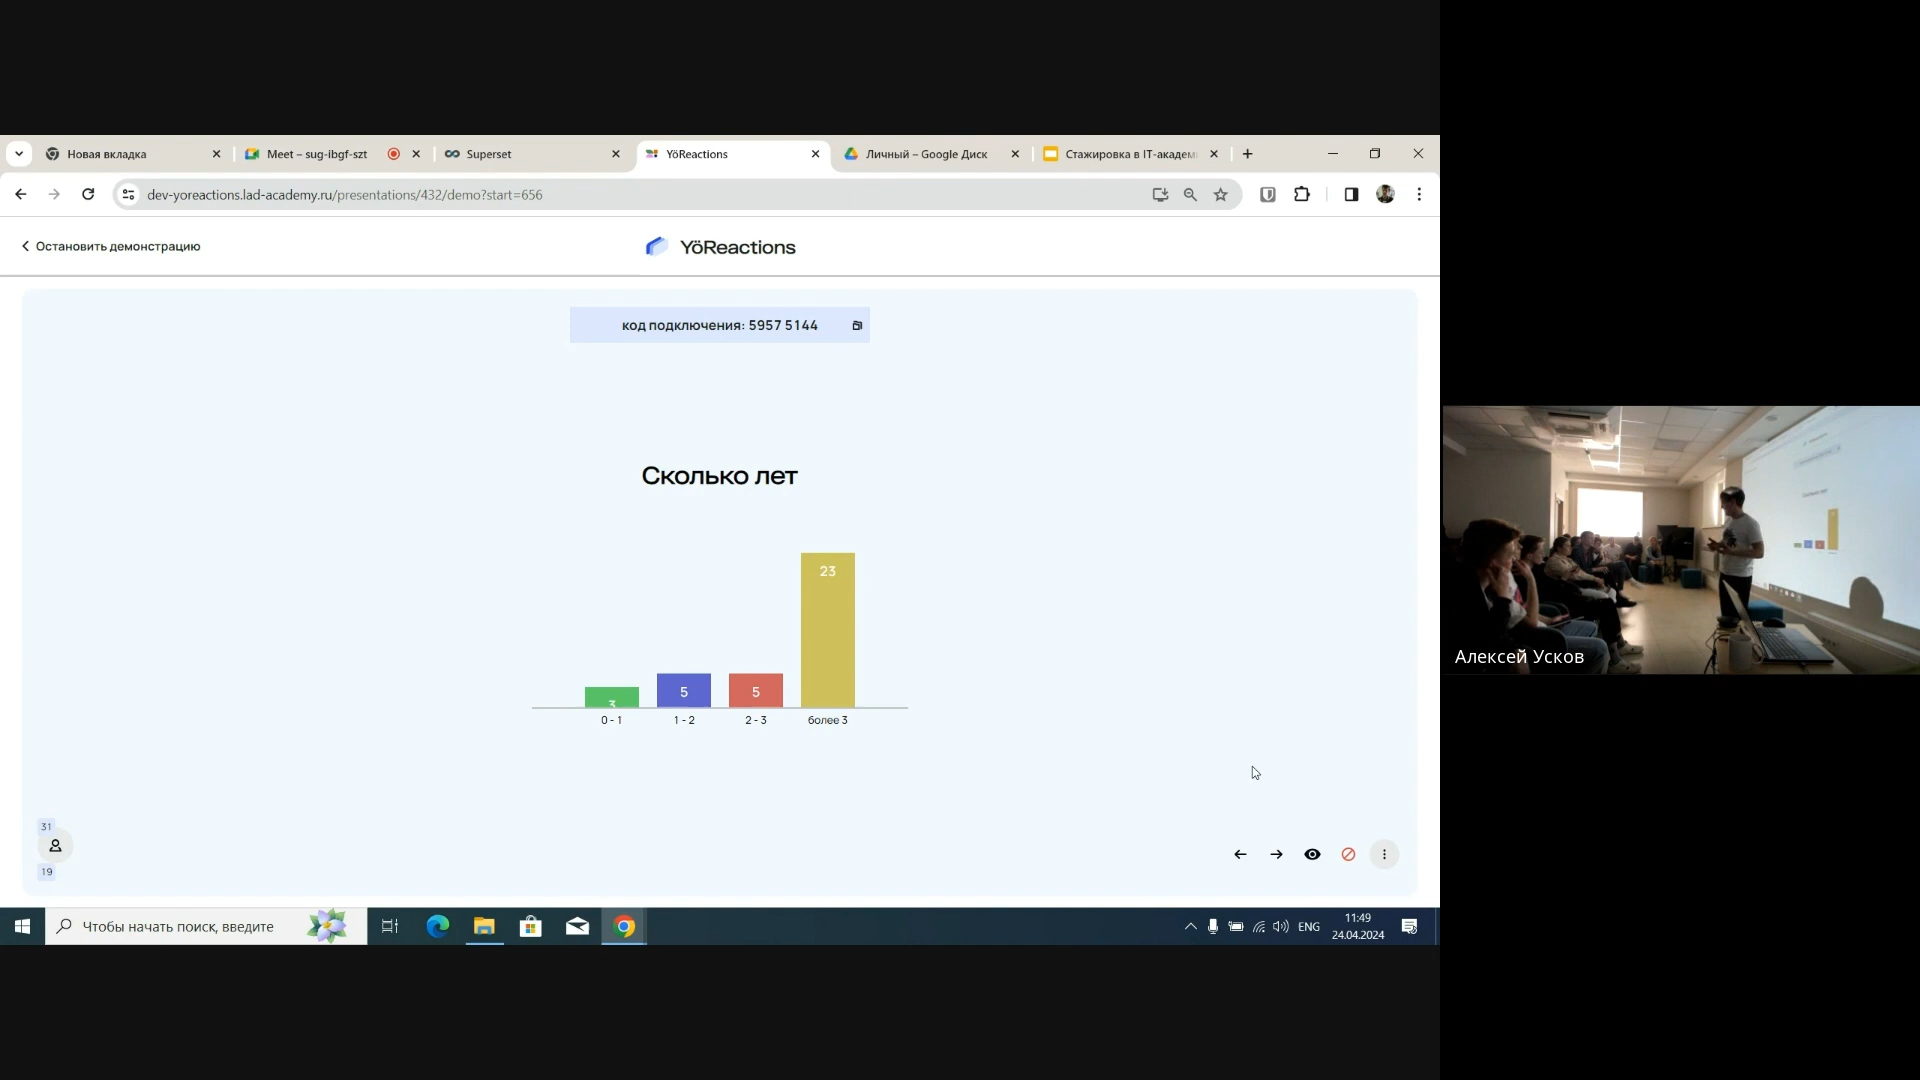 Новая вкладка
Meet – sug-ibgf-szt
Superset
YöReactions
Личный – Google Диск
Стажировка в IT-академ
dev-yoreactions.lad-academy.ru/presentations/432/demo?start=656
Остановить демонстрацию
YöReactions
код подключения: 5957 5144
Сколько лет
23
3
5
5
0 - 1
1 - 2
2 - 3
более 3
31
19
Алексей Усков
Чтобы начать поиск, введите
ENG
11:49
24.04.2024